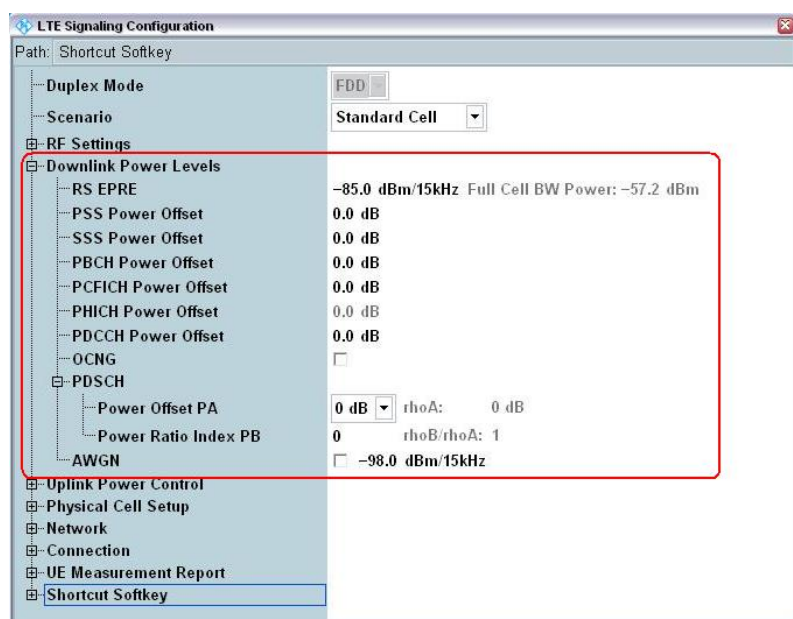 LTE Signaling Configuration
Path: Shortcut Softkey
Duplex Mode FDD
Scenario Standard Cell
RF Settings
Downlink Power Levels
RS EPRE −85.0 dBm/15kHz Full Cell BW Power: −57.2 dBm
PSS Power Offset 0.0 dB
SSS Power Offset 0.0 dB
PBCH Power Offset 0.0 dB
PCFICH Power Offset 0.0 dB
PHICH Power Offset 0.0 dB
PDCCH Power Offset 0.0 dB
OCNG
PDSCH
Power Offset PA 0 dB rhoA: 0 dB
Power Ratio Index PB 0 rhoB/rhoA: 1
AWGN −98.0 dBm/15kHz
Uplink Power Control
Physical Cell Setup
Network
Connection
UE Measurement Report
Shortcut Softkey